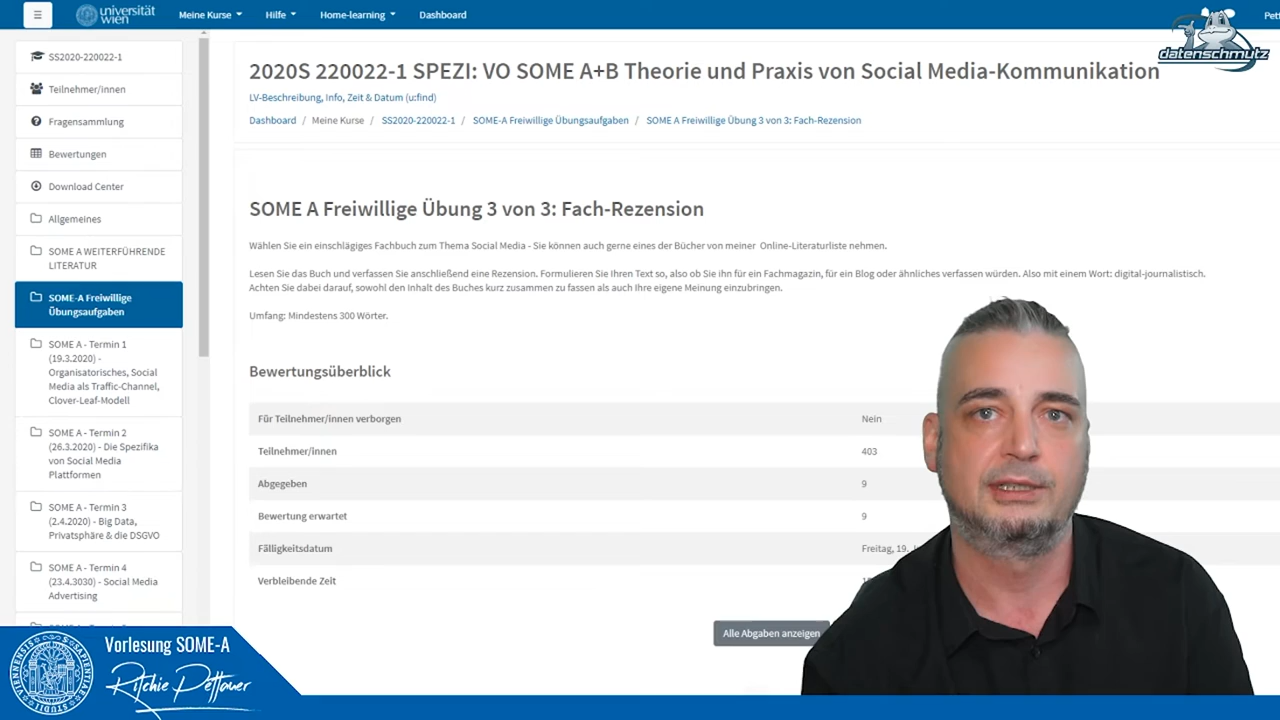 universität
wien
Meine Kurse
Hilfe
Home-learning
Dashboard
datenschmutz
SS2020-220022-1
Teilnehmer/innen
Fragensammlung
Bewertungen
Download Center
Allgemeines
SOME A WEITERFÜHRENDE
LITERATUR
SOME-A Freiwillige
Übungsaufgaben
SOME A - Termin 1
(19.3.2020) -
Organisatorisches, Social
Media als Traffic-Channel,
Clover-Leaf-Modell
SOME A - Termin 2
(26.3.2020) - Die Spezifika
von Social Media
Plattformen
SOME A - Termin 3
(2.4.2020) - Big Data,
Privatsphäre & die DSGVO
SOME A - Termin 4
(23.4.3030) - Social Media
Advertising
2020S 220022-1 SPEZI: VO SOME A+B Theorie und Praxis von Social Media-Kommunikation
LV-Beschreibung, Info, Zeit & Datum (u:find)
Dashboard / Meine Kurse / SS2020-220022-1 / SOME-A Freiwillige Übungsaufgaben / SOME A Freiwillige Übung 3 von 3: Fach-Rezension
SOME A Freiwillige Übung 3 von 3: Fach-Rezension
Wählen Sie ein einschlägiges Fachbuch zum Thema Social Media - Sie können auch gerne eines der Bücher von meiner Online-Literaturliste nehmen.
Lesen Sie das Buch und verfassen Sie anschließend eine Rezension. Formulieren Sie Ihren Text so, also ob Sie ihn für ein Fachmagazin, für ein Blog oder ähnliches verfassen würden. Also mit einem Wort: digital-journalistisch.
Achten Sie dabei darauf, sowohl den Inhalt des Buches kurz zusammen zu fassen als auch Ihre eigene Meinung einzubringen.
Umfang: Mindestens 300 Wörter.
Bewertungsüberblick
Für Teilnehmer/innen verborgen Nein
Teilnehmer/innen 403
Abgegeben 9
Bewertung erwartet 9
Fälligkeitsdatum Freitag, 19.
Verbleibende Zeit
Alle Abgaben anzeigen
Vorlesung SOME-A
Ritchie Pettauer